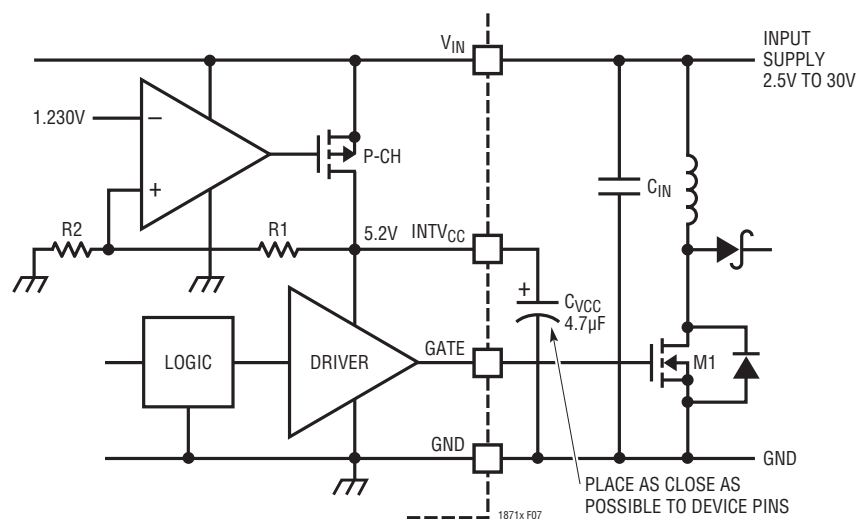 V_IN
INPUT
SUPPLY
2.5V TO 30V
1.230V
−
+
P-CH
C_IN
R2
R1
5.2V
INTV_CC
+
C_VCC
4.7µF
LOGIC
DRIVER
GATE
M1
GND
GND
PLACE AS CLOSE AS
POSSIBLE TO DEVICE PINS
1871x F07